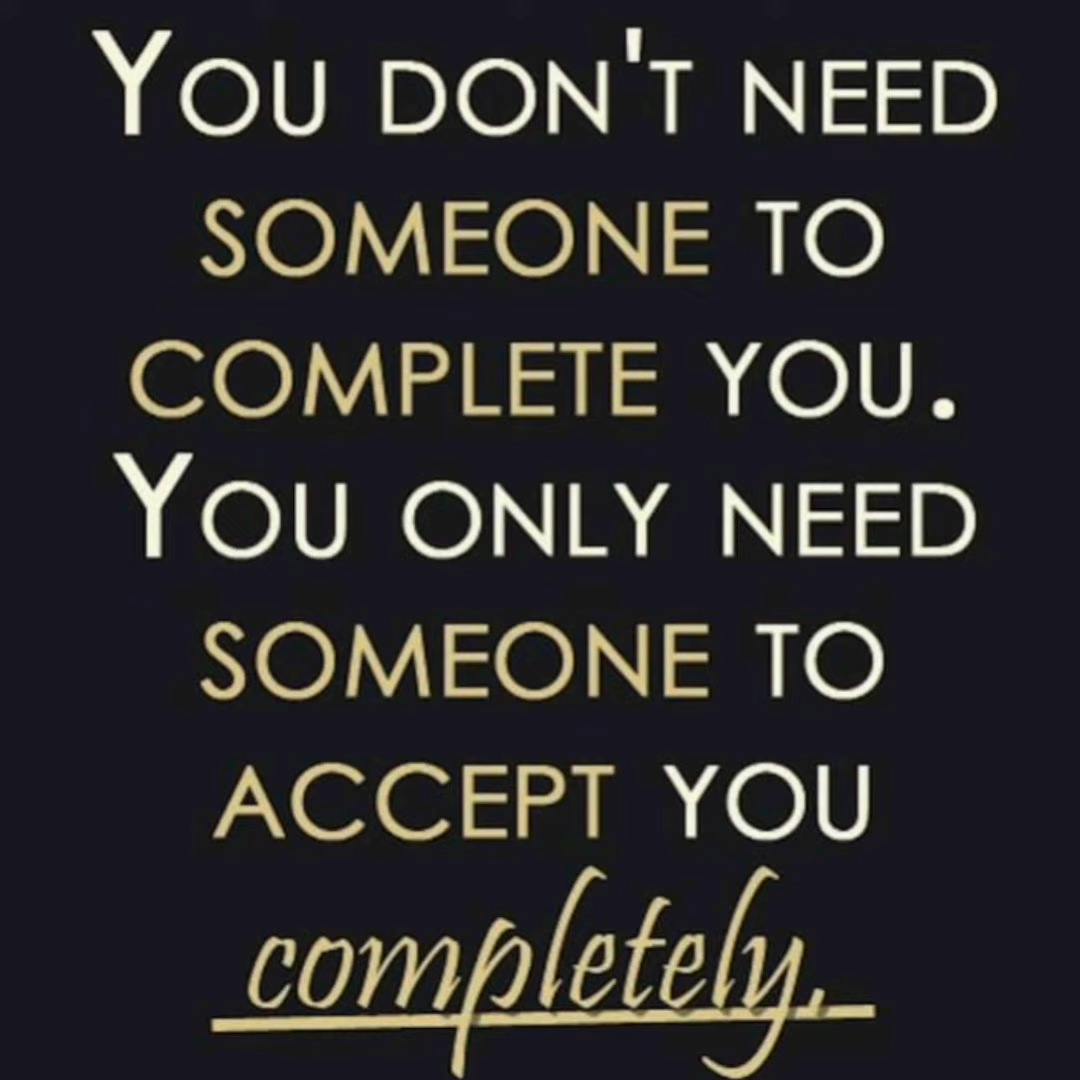 You don't need
someone to
complete you.
You only need
someone to
accept you
completely.